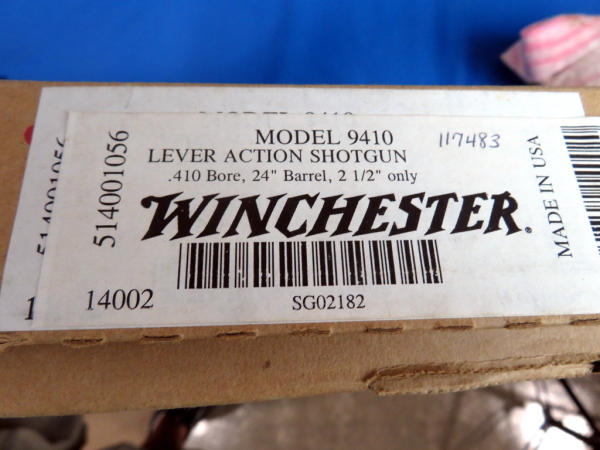 MODEL 9410
117483
LEVER ACTION SHOTGUN
.410 Bore, 24" Barrel, 2 1/2" only
WINCHESTER.
SG02182
14002
514001056
MADE IN USA